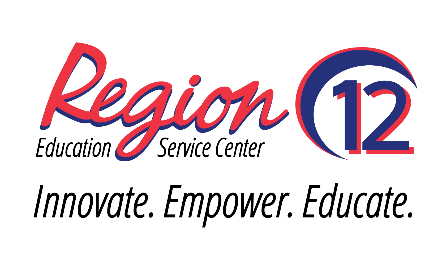 Region 12
Education Service Center
Innovate. Empower. Educate.